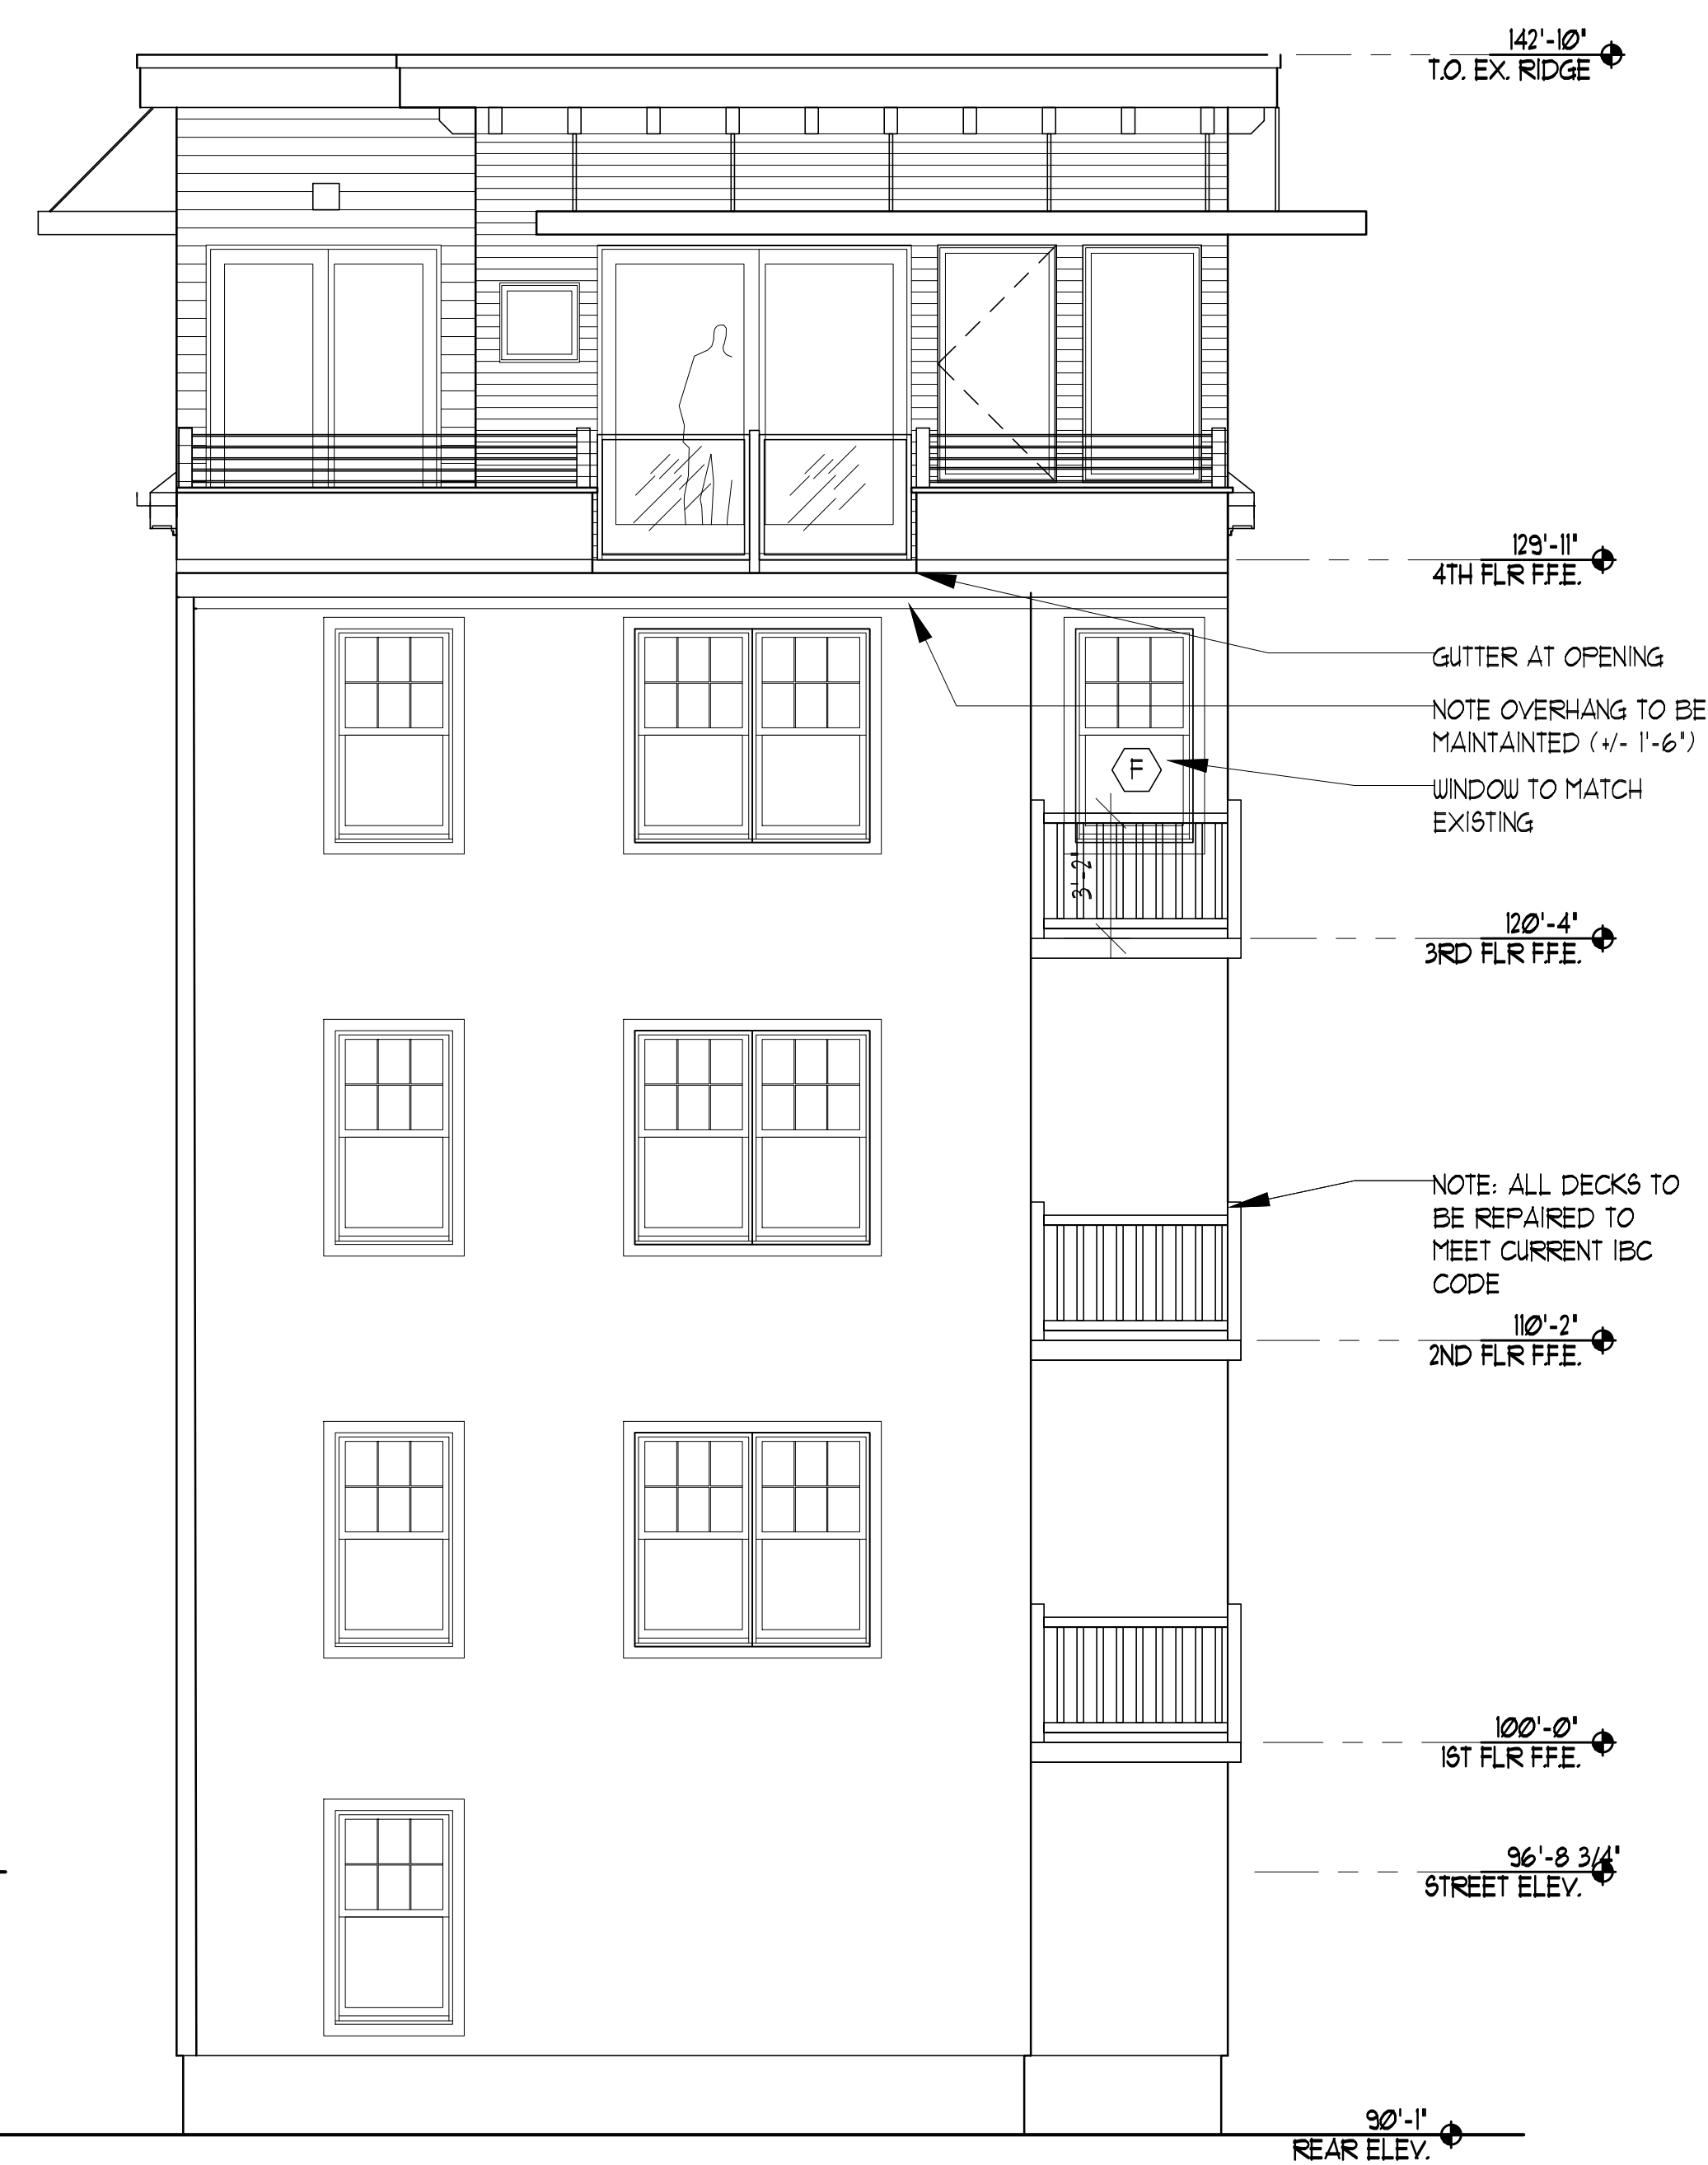 142'-10"
T.O. EX. RIDGE
129'-11"
4TH FLR F.F.E.
GUTTER AT OPENING
NOTE OVERHANG TO BE
MAINTAINTED (+/- 1'-6")
WINDOW TO MATCH
EXISTING
F
3'-2"
120'-4"
3RD FLR F.F.E.
NOTE: ALL DECKS TO
BE REPAIRED TO
MEET CURRENT IBC
CODE
110'-2"
2ND FLR F.F.E.
100'-0"
1ST FLR F.F.E.
96'-8 3/4"
STREET ELEV.
90'-1"
REAR ELEV.